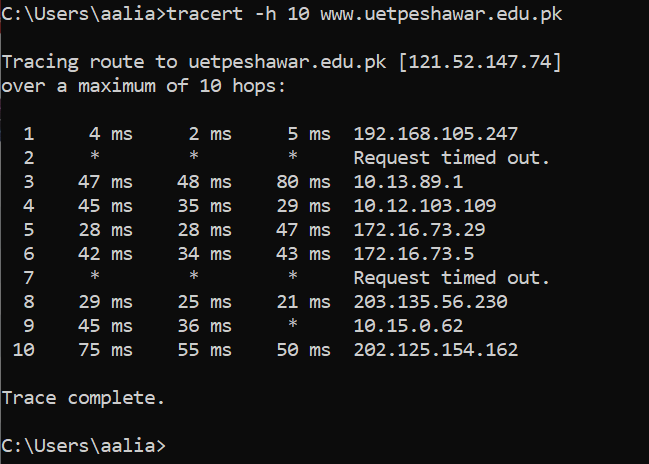 C:\Users\aalia>tracert -h 10 www.uetpeshawar.edu.pk
Tracing route to uetpeshawar.edu.pk [121.52.147.74]
over a maximum of 10 hops:
1 4 ms 2 ms 5 ms 192.168.105.247
2 * * * Request timed out.
3 47 ms 48 ms 80 ms 10.13.89.1
4 45 ms 35 ms 29 ms 10.12.103.109
5 28 ms 28 ms 47 ms 172.16.73.29
6 42 ms 34 ms 43 ms 172.16.73.5
7 * * * Request timed out.
8 29 ms 25 ms 21 ms 203.135.56.230
9 45 ms 36 ms * 10.15.0.62
10 75 ms 55 ms 50 ms 202.125.154.162
Trace complete.
C:\Users\aalia>